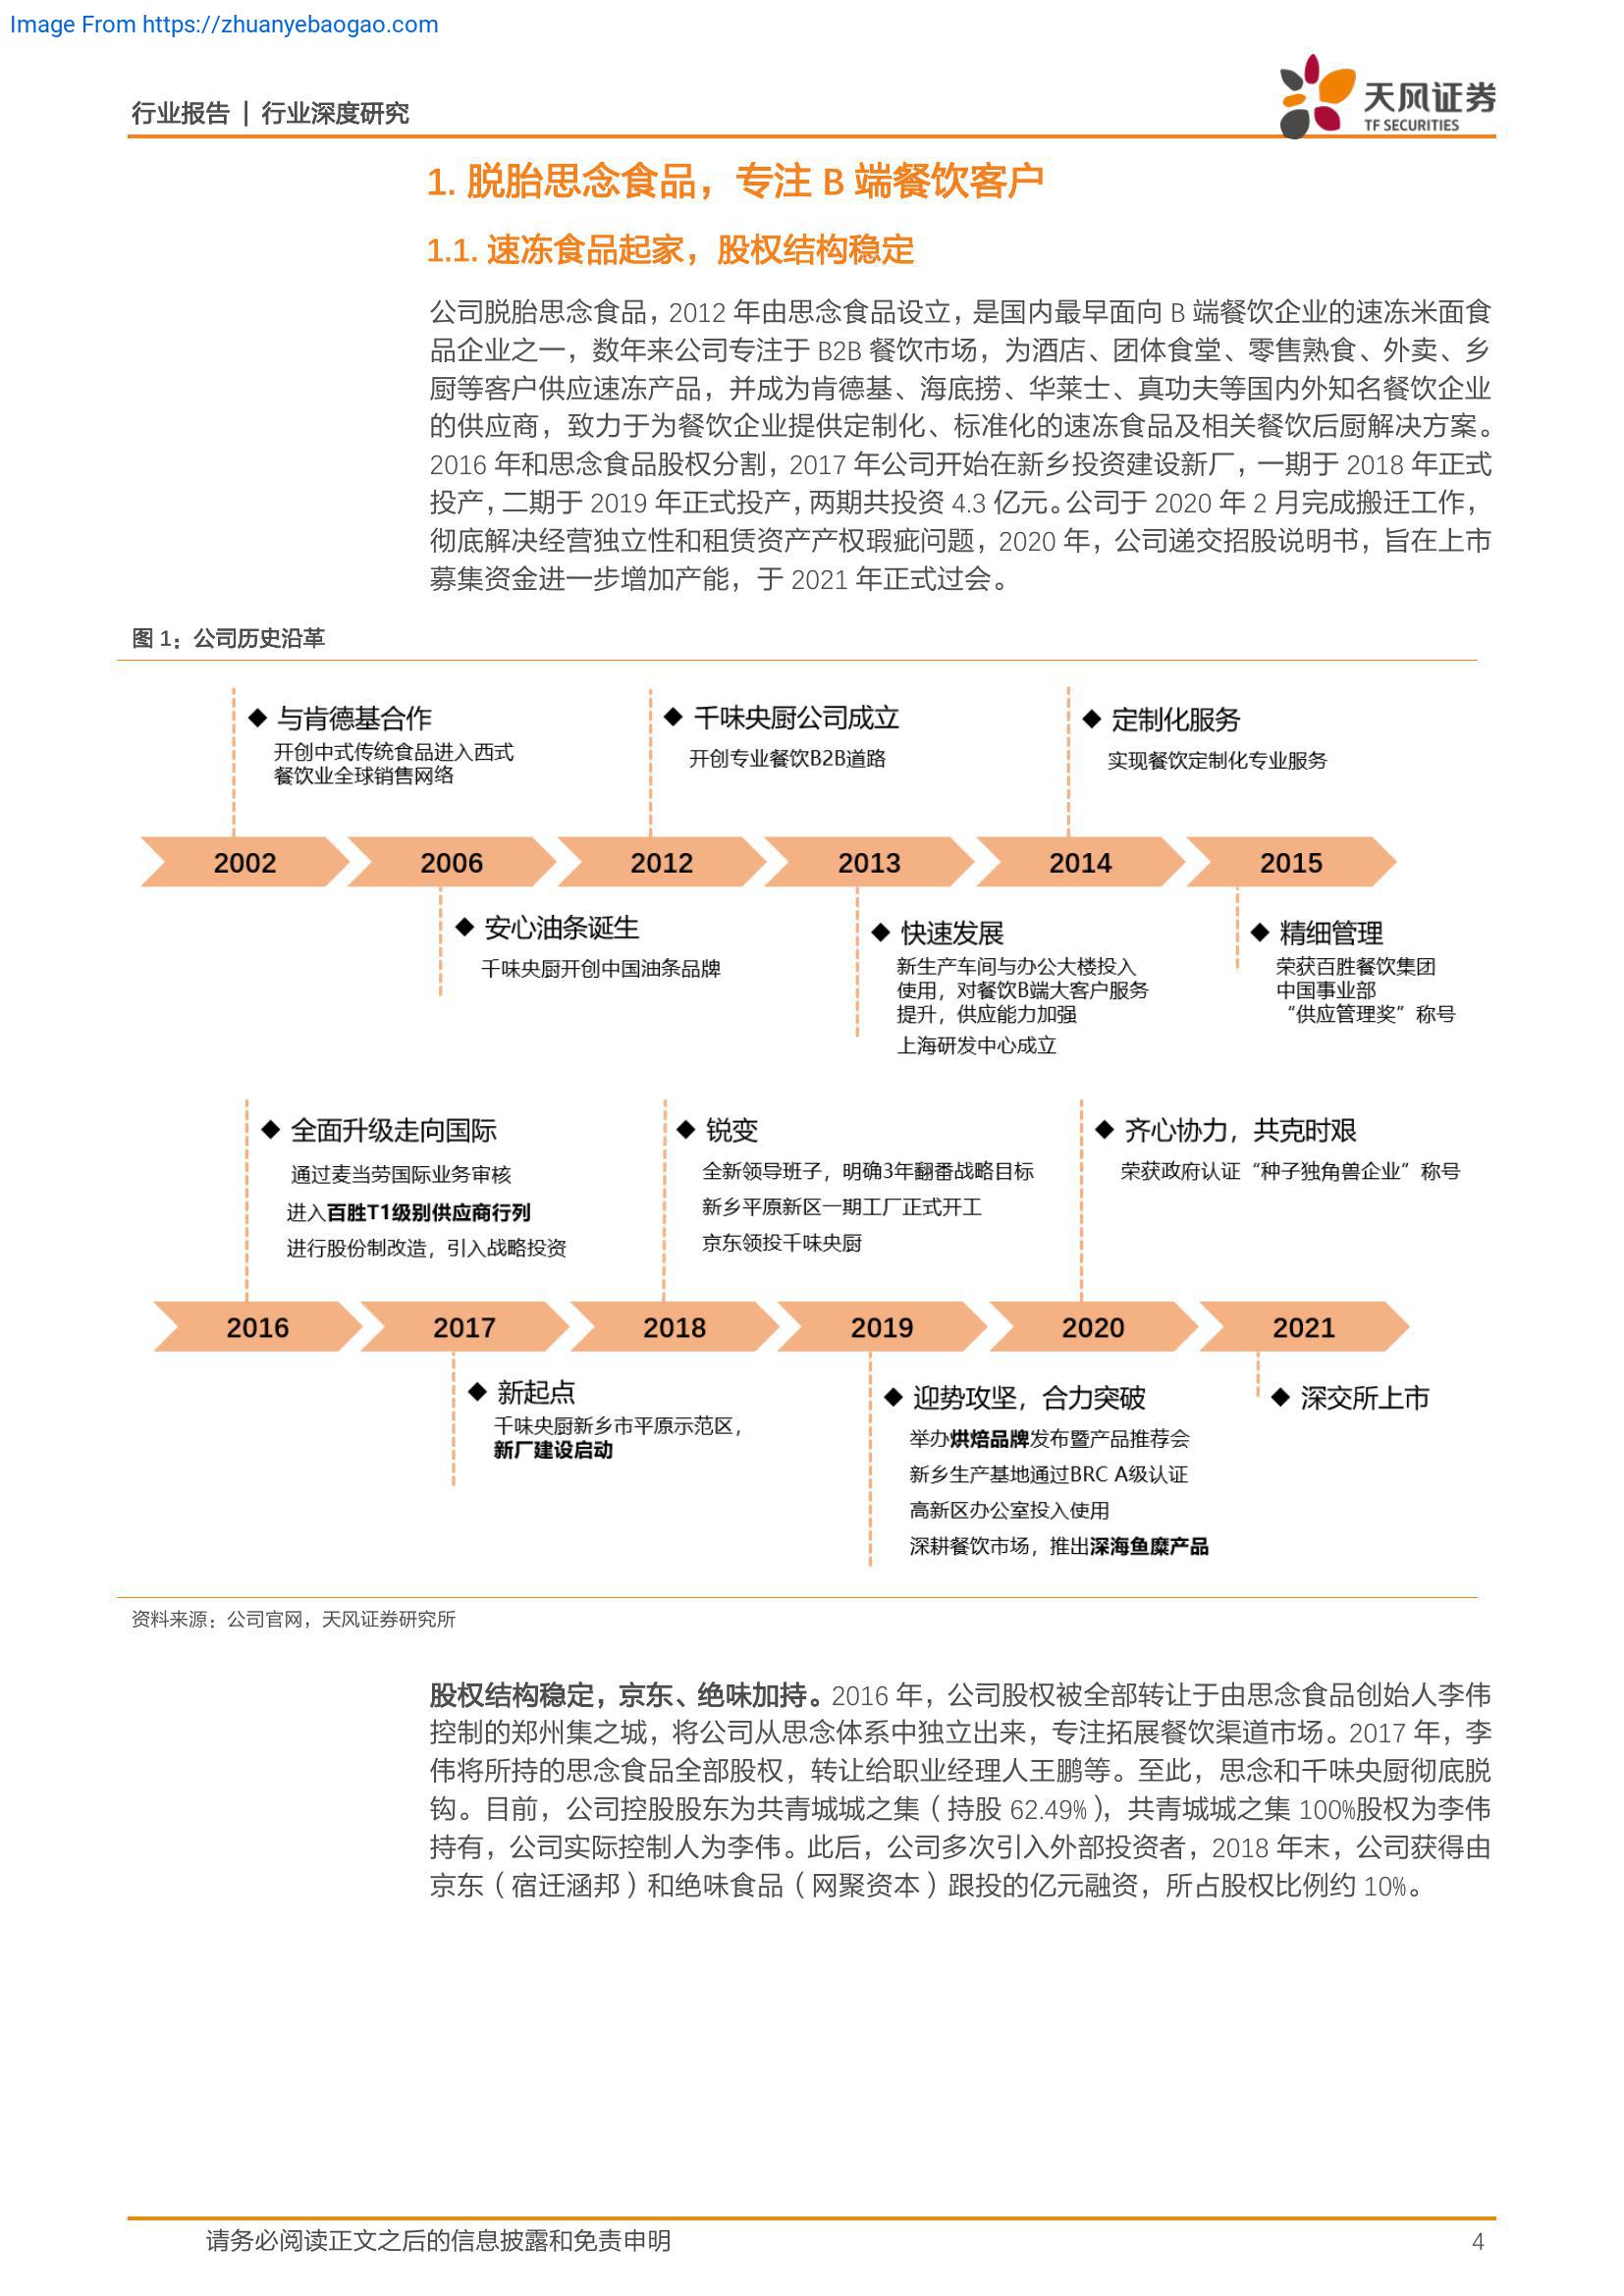 Image From https://zhuanyebaogao.com
行业报告 | 行业深度研究
天风证券
TF SECURITIES
1. 脱胎思念食品，专注 B 端餐饮客户
1.1. 速冻食品起家，股权结构稳定
公司脱胎思念食品，2012 年由思念食品设立，是国内最早面向 B 端餐饮企业的速冻米面食
品企业之一，数年来公司专注于 B2B 餐饮市场，为酒店、团体食堂、零售熟食、外卖、乡
厨等客户供应速冻产品，并成为肯德基、海底捞、华莱士、真功夫等国内外知名餐饮企业
的供应商，致力于为餐饮企业提供定制化、标准化的速冻食品及相关餐饮后厨解决方案。
2016 年和思念食品股权分割，2017 年公司开始在新乡投资建设新厂，一期于 2018 年正式
投产，二期于 2019 年正式投产，两期共投资 4.3 亿元。公司于 2020 年 2 月完成搬迁工作，
彻底解决经营独立性和租赁资产产权瑕疵问题，2020 年，公司递交招股说明书，旨在上市
募集资金进一步增加产能，于 2021 年正式过会。
图 1：公司历史沿革
◆ 与肯德基合作
开创中式传统食品进入西式
餐饮业全球销售网络
◆ 千味央厨公司成立
开创专业餐饮B2B道路
◆ 定制化服务
实现餐饮定制化专业服务
2002 2006 2012 2013 2014 2015
◆ 安心油条诞生
千味央厨开创中国油条品牌
◆ 快速发展
新生产车间与办公大楼投入
使用，对餐饮B端大客户服务
提升，供应能力加强
上海研发中心成立
◆ 精细管理
荣获百胜餐饮集团
中国事业部
“供应管理奖”称号
◆ 全面升级走向国际
通过麦当劳国际业务审核
进入百胜T1级别供应商行列
进行股份制改造，引入战略投资
◆ 锐变
全新领导班子，明确3年翻番战略目标
新乡平原新区一期工厂正式开工
京东领投千味央厨
◆ 齐心协力，共克时艰
荣获政府认证“种子独角兽企业”称号
2016 2017 2018 2019 2020 2021
◆ 新起点
千味央厨新乡市平原示范区，
新厂建设启动
◆ 迎势攻坚，合力突破
举办烘焙品牌发布暨产品推荐会
新乡生产基地通过BRC A级认证
高新区办公室投入使用
深耕餐饮市场，推出深海鱼糜产品
◆ 深交所上市
资料来源：公司官网，天风证券研究所
股权结构稳定，京东、绝味加持。2016 年，公司股权被全部转让于由思念食品创始人李伟
控制的郑州集之城，将公司从思念体系中独立出来，专注拓展餐饮渠道市场。2017 年，李
伟将所持的思念食品全部股权，转让给职业经理人王鹏等。至此，思念和千味央厨彻底脱
钩。目前，公司控股股东为共青城城之集（持股 62.49%），共青城城之集 100%股权为李伟
持有，公司实际控制人为李伟。此后，公司多次引入外部投资者，2018 年末，公司获得由
京东（宿迁涵邦）和绝味食品（网聚资本）跟投的亿元融资，所占股权比例约 10%。
请务必阅读正文之后的信息披露和免责申明
4